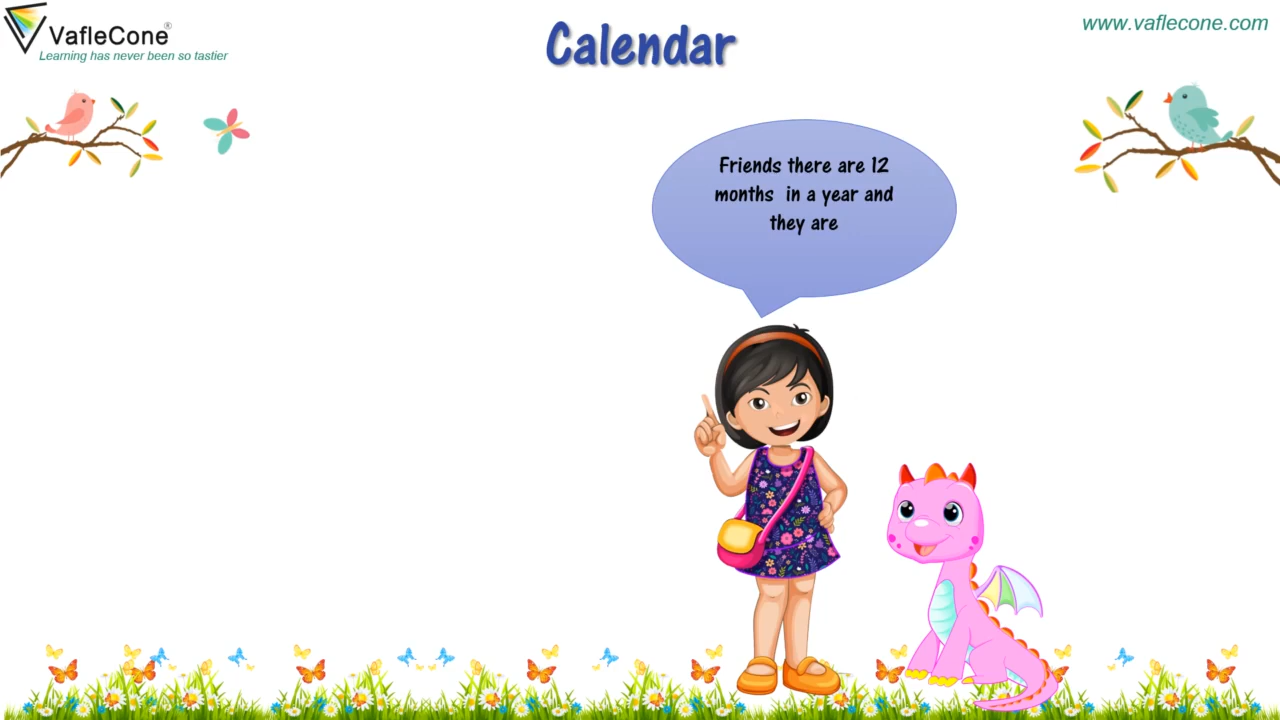 VafleCone®
Learning has never been so tastier
Calendar
www.vaflecone.com
Friends there are 12
months in a year and
they are